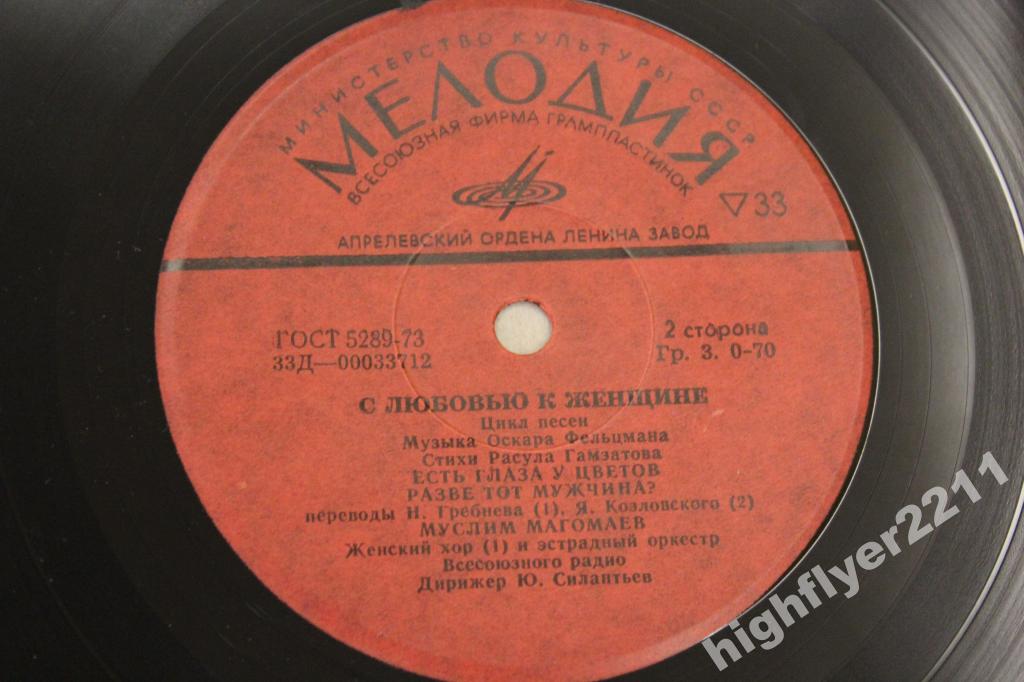 МИНИСТЕРСТВО КУЛЬТУРЫ СССР
МЕЛОДИЯ
ВСЕСОЮЗНАЯ ФИРМА ГРАМПЛАСТИНОК
▽33
АПРЕЛЕВСКИЙ ОРДЕНА ЛЕНИНА ЗАВОД
ГОСТ 5289-73
33Д—00033712
2 сторона
Гр. 3. 0-70
С ЛЮБОВЬЮ К ЖЕНЩИНЕ
Цикл песен
Музыка Оскара Фельцмана
Стихи Расула Гамзатова
ЕСТЬ ГЛАЗА У ЦВЕТОВ
РАЗВЕ ТОТ МУЖЧИНА?
переводы Н. Гребнева (1), Я. Козловского (2)
МУСЛИМ МАГОМАЕВ
Женский хор (1) и эстрадный оркестр
Всесоюзного радио
Дирижер Ю. Силантьев
highflyer2211